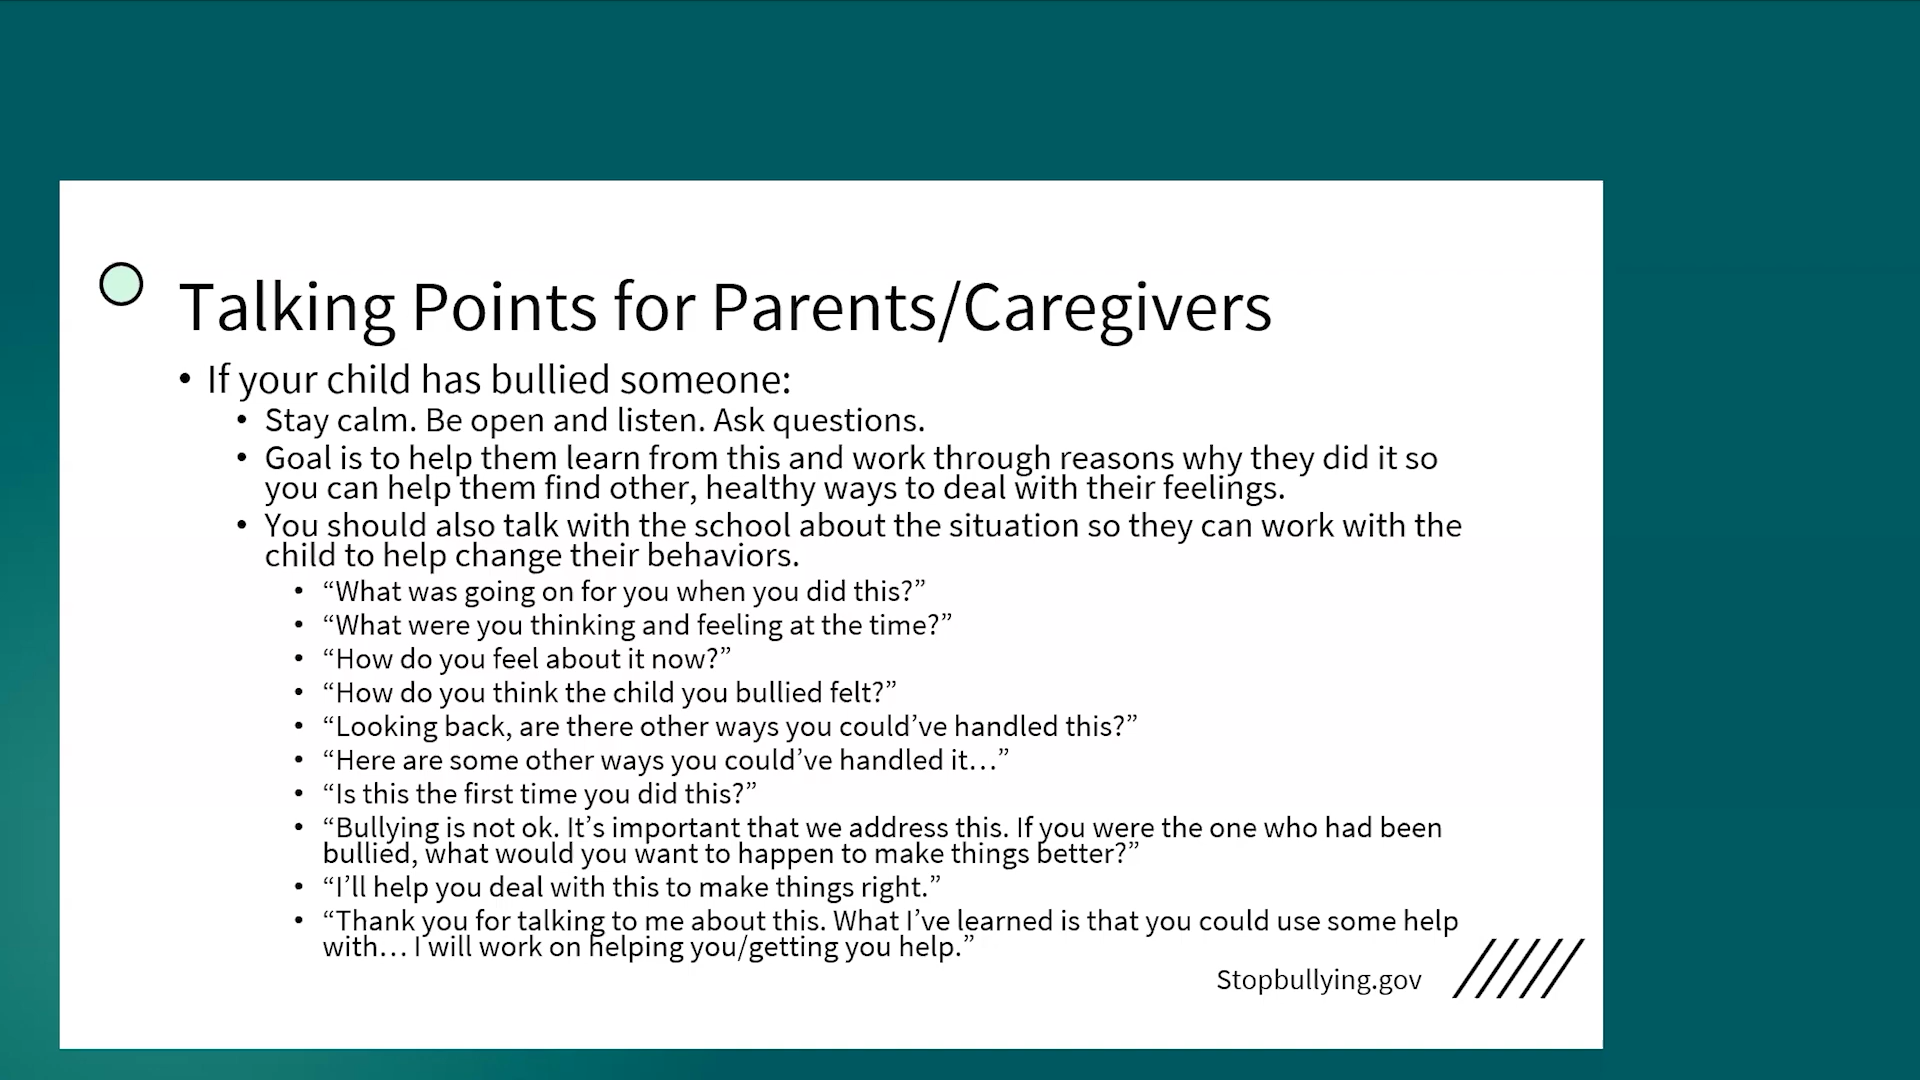 Talking Points for Parents/Caregivers
• If your child has bullied someone:
• Stay calm. Be open and listen. Ask questions.
• Goal is to help them learn from this and work through reasons why they did it so
you can help them find other, healthy ways to deal with their feelings.
• You should also talk with the school about the situation so they can work with the
child to help change their behaviors.
• “What was going on for you when you did this?”
• “What were you thinking and feeling at the time?”
• “How do you feel about it now?”
• “How do you think the child you bullied felt?”
• “Looking back, are there other ways you could’ve handled this?”
• “Here are some other ways you could’ve handled it…”
• “Is this the first time you did this?”
• “Bullying is not ok. It’s important that we address this. If you were the one who had been
bullied, what would you want to happen to make things better?”
• “I’ll help you deal with this to make things right.”
• “Thank you for talking to me about this. What I’ve learned is that you could use some help
with… I will work on helping you/getting you help.”
Stopbullying.gov